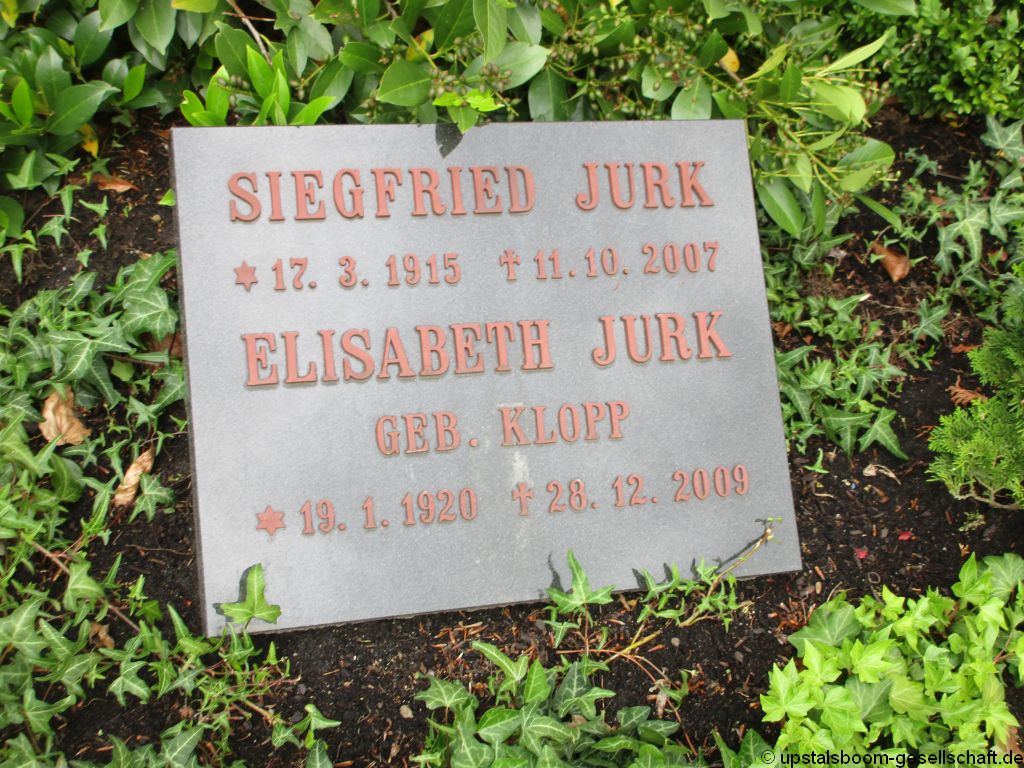 SIEGFRIED JURK
✶ 17. 3. 1915 ✝ 11. 10. 2007
ELISABETH JURK
GEB. KLOPP
✶ 19. 1. 1920 ✝ 28. 12. 2009
© upstalsboom-gesellschaft.de